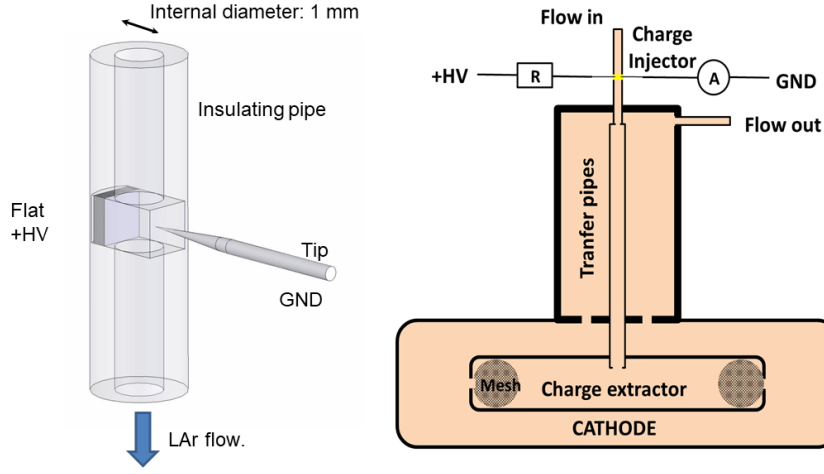 Internal diameter: 1 mm
Insulating pipe
Flat
+HV
Tip
GND
LAr flow.
Flow in
Charge
Injector
+HV
R
A
GND
Flow out
Tranfer pipes
Mesh
Charge extractor
CATHODE